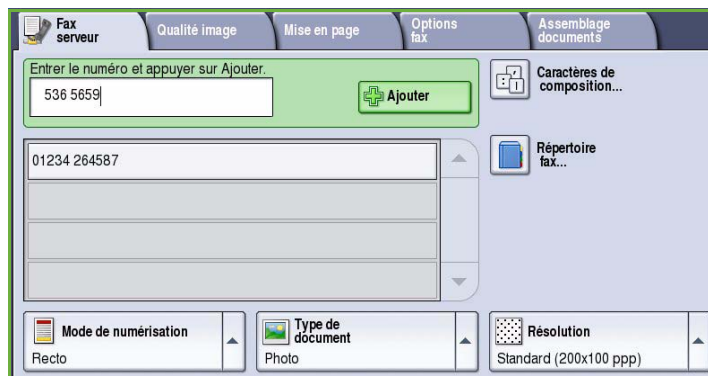 Fax
serveur
Qualité image
Mise en page
Options
fax
Assemblage
documents
Entrer le numéro et appuyer sur Ajouter.
536 5659
Ajouter
Caractères de
composition...
01234 264587
Répertoire
fax...
Mode de numérisation
Recto
Type de
document
Photo
Résolution
Standard (200x100 ppp)